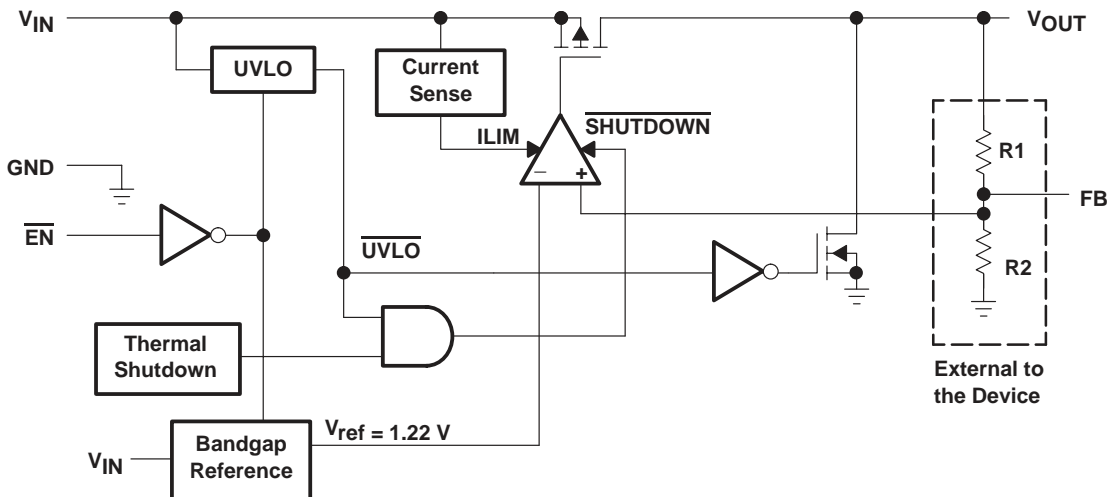 VIN
VOUT
UVLO
Current
Sense
SHUTDOWN
ILIM
R1
GND
− +
FB
EN
UVLO
R2
Thermal
Shutdown
External to
the Device
Vref = 1.22 V
Bandgap
Reference
VIN